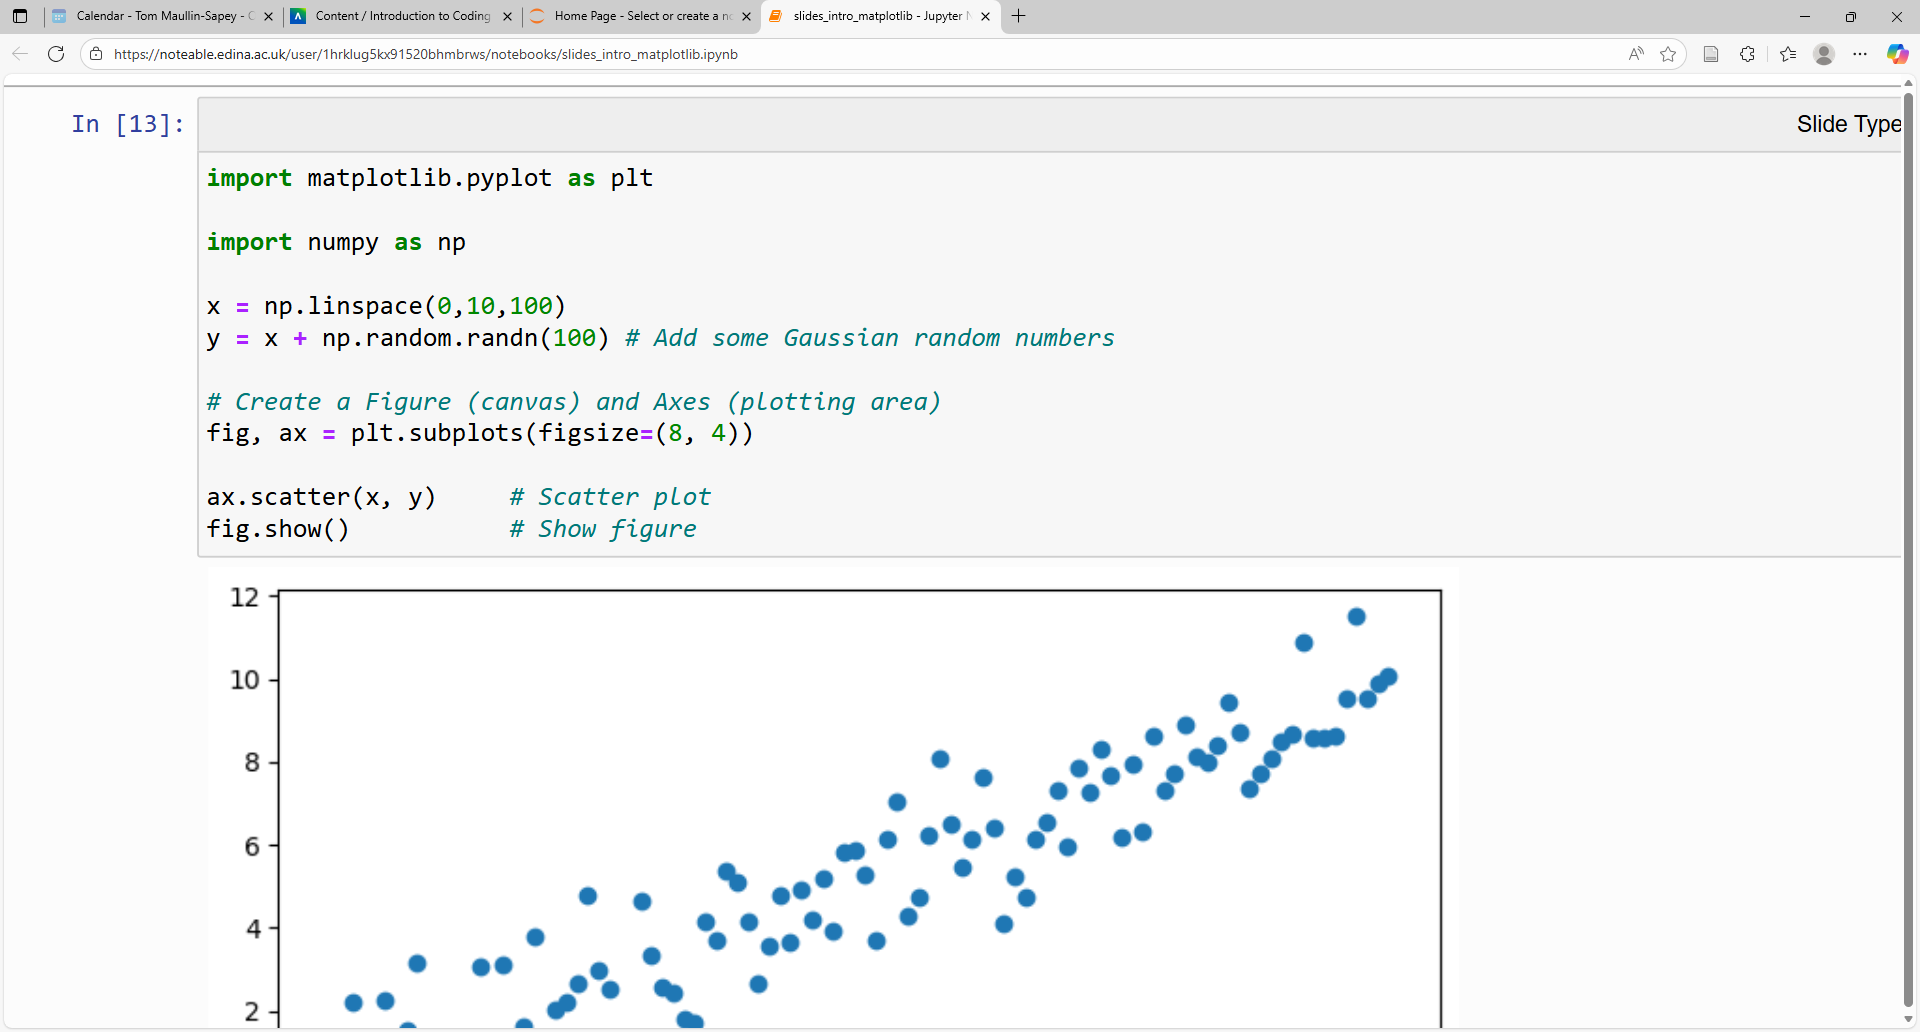 Calendar - Tom Maullin-Sapey -
Content / Introduction to Coding
Home Page - Select or create a
slides_intro_matplotlib - Jupyter
https://noteable.edina.ac.uk/user/1hrklug5kx91520bhmbrws/notebooks/slides_intro_matplotlib.ipynb
In [13]:
Slide Type
import matplotlib.pyplot as plt
import numpy as np
x = np.linspace(0,10,100)
y = x + np.random.randn(100) # Add some Gaussian random numbers
# Create a Figure (canvas) and Axes (plotting area)
fig, ax = plt.subplots(figsize=(8, 4))
ax.scatter(x, y)     # Scatter plot
fig.show()           # Show figure
12
10
8
6
4
2